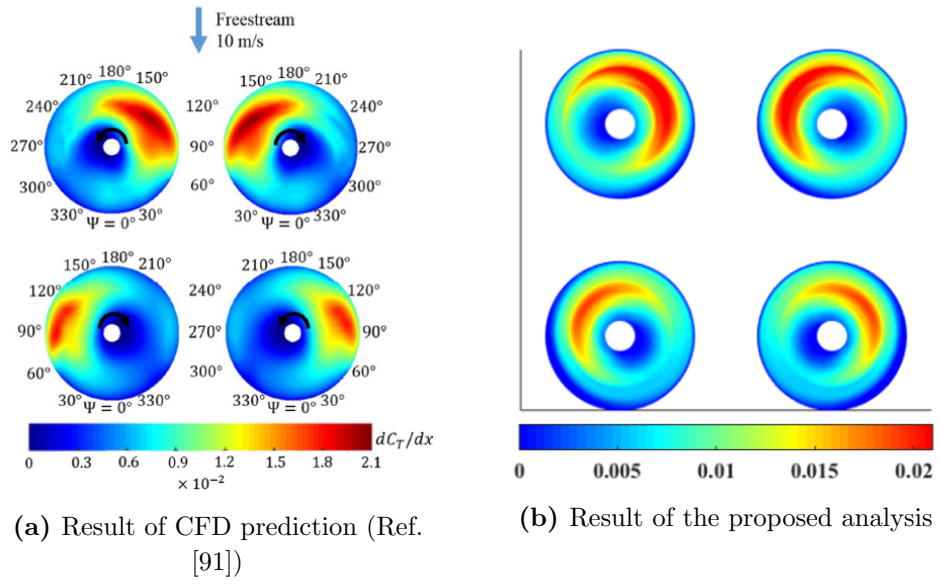 Freestream
10 m/s
180°
210° 150°
240° 120°
270° 90°
300° 60°
330° Ψ = 0° 30°
180°
150° 210°
120° 240°
90° 270°
60° 300°
30° Ψ = 0° 330°
180°
150° 210°
120° 240°
90° 270°
60° 300°
30° Ψ = 0° 330°
180°
210° 150°
120°
90°
60°
330° Ψ = 0° 30°
dC_T/dx
0 0.3 0.6 0.9 1.2 1.5 1.8 2.1
× 10⁻²
(a) Result of CFD prediction (Ref.
[91])
0 0.005 0.01 0.015 0.02
(b) Result of the proposed analysis